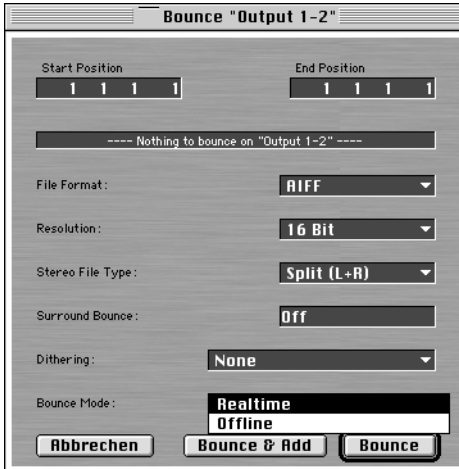 Bounce "Output 1-2"
Start Position End Position
1 1 1 1 1 1 1 1
---- Nothing to bounce on "Output 1-2" ----
File Format: AIFF
Resolution: 16 Bit
Stereo File Type: Split (L+R)
Surround Bounce: Off
Dithering: None
Bounce Mode: Realtime
Offline
Abbrechen Bounce & Add Bounce